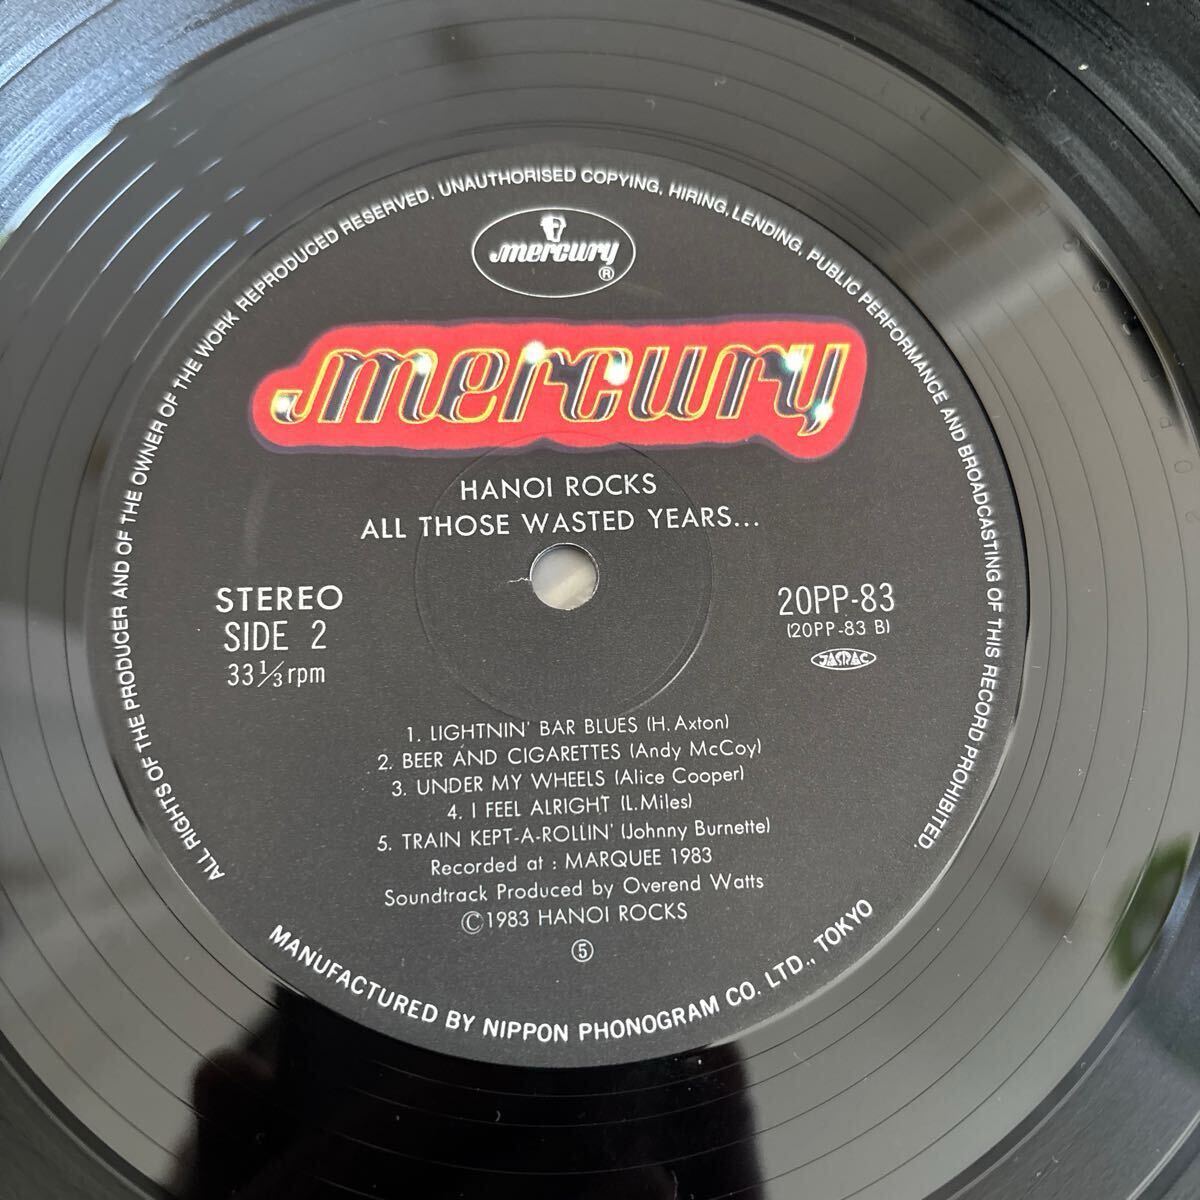 ALL RIGHTS OF THE PRODUCER AND OF THE OWNER OF THE WORK REPRODUCED RESERVED. UNAUTHORISED COPYING, HIRING, LENDING, PUBLIC PERFORMANCE AND BROADCASTING OF THIS RECORD PROHIBITED.
mercury
®
mercury
HANOI ROCKS
ALL THOSE WASTED YEARS...
STEREO
SIDE 2
33⅓rpm
20PP-83
(20PP-83 B)
JASRAC
1. LIGHTNIN' BAR BLUES (H. Axton)
2. BEER AND CIGARETTES (Andy McCoy)
3. UNDER MY WHEELS (Alice Cooper)
4. I FEEL ALRIGHT (L. Miles)
5. TRAIN KEPT-A-ROLLIN' (Johnny Burnette)
Recorded at : MARQUEE 1983
Soundtrack Produced by Overend Watts
Ⓒ1983 HANOI ROCKS
⑤
MANUFACTURED BY NIPPON PHONOGRAM CO. LTD., TOKYO